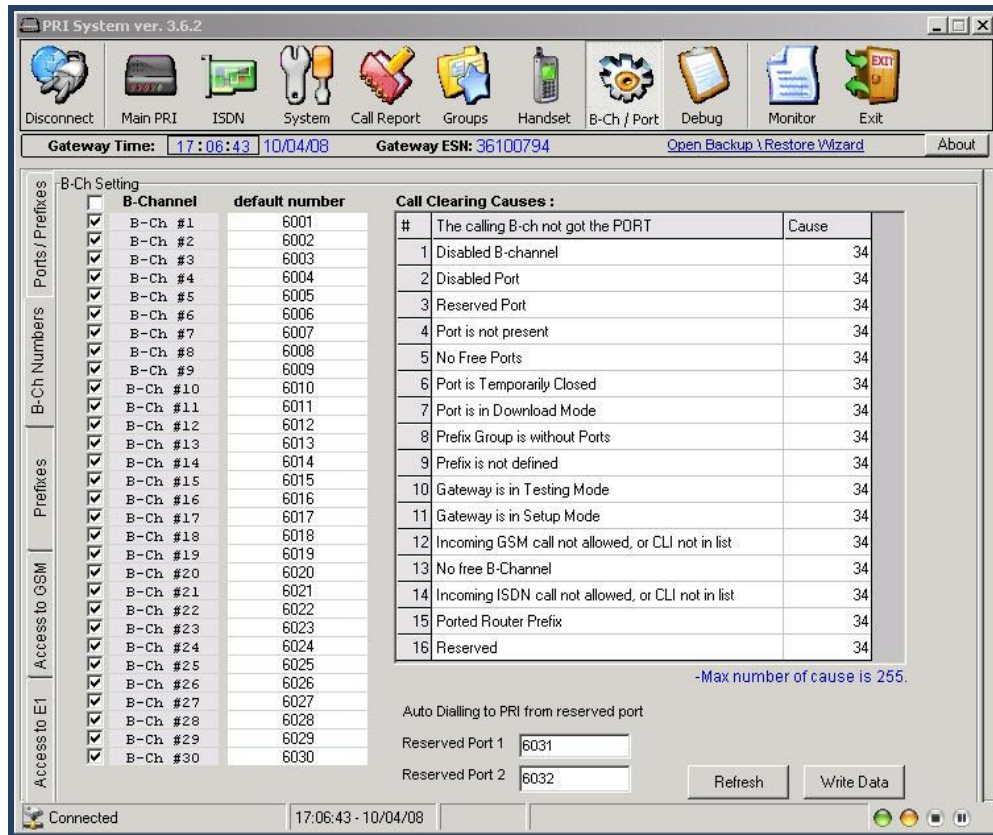 PRI System ver. 3.6.2
Disconnect Main PRI ISDN System Call Report Groups Handset B-Ch / Port Debug Monitor Exit
EXIT
Gateway Time: 17:06:43 10/04/08 Gateway ESN: 36100794 Open Backup \ Restore Wizard About
Ports / Prefixes
B-Ch Numbers
Prefixes
Access to GSM
Access to E1
B-Ch Setting
B-Channel default number
B-Ch #1 6001
B-Ch #2 6002
B-Ch #3 6003
B-Ch #4 6004
B-Ch #5 6005
B-Ch #6 6006
B-Ch #7 6007
B-Ch #8 6008
B-Ch #9 6009
B-Ch #10 6010
B-Ch #11 6011
B-Ch #12 6012
B-Ch #13 6013
B-Ch #14 6014
B-Ch #15 6015
B-Ch #16 6016
B-Ch #17 6017
B-Ch #18 6018
B-Ch #19 6019
B-Ch #20 6020
B-Ch #21 6021
B-Ch #22 6022
B-Ch #23 6023
B-Ch #24 6024
B-Ch #25 6025
B-Ch #26 6026
B-Ch #27 6027
B-Ch #28 6028
B-Ch #29 6029
B-Ch #30 6030
Call Clearing Causes :
# The calling B-ch not got the PORT Cause
1 Disabled B-channel 34
2 Disabled Port 34
3 Reserved Port 34
4 Port is not present 34
5 No Free Ports 34
6 Port is Temporarily Closed 34
7 Port is in Download Mode 34
8 Prefix Group is without Ports 34
9 Prefix is not defined 34
10 Gateway is in Testing Mode 34
11 Gateway is in Setup Mode 34
12 Incoming GSM call not allowed, or CLI not in list 34
13 No free B-Channel 34
14 Incoming ISDN call not allowed, or CLI not in list 34
15 Ported Router Prefix 34
16 Reserved 34
-Max number of cause is 255.
Auto Dialling to PRI from reserved port
Reserved Port 1 6031
Reserved Port 2 6032
Refresh Write Data
Connected 17:06:43 - 10/04/08